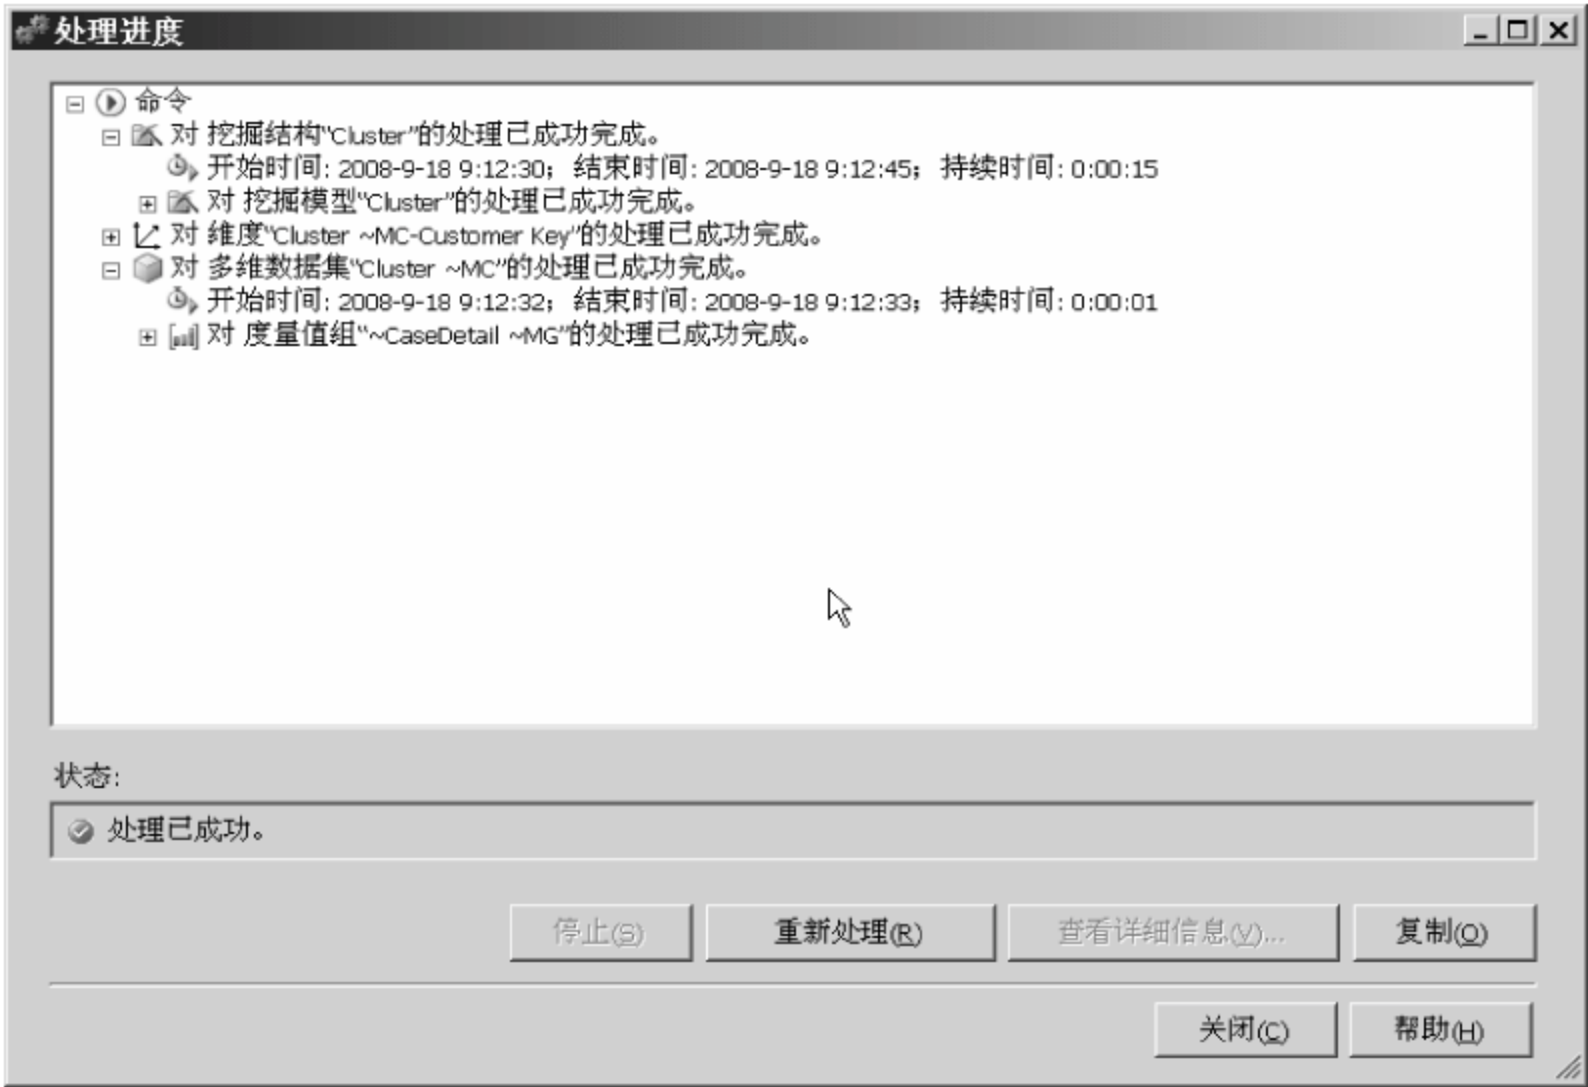 处理进度
命令
对 挖掘结构“Cluster”的处理已成功完成。
开始时间: 2008-9-18 9:12:30; 结束时间: 2008-9-18 9:12:45; 持续时间: 0:00:15
对 挖掘模型“Cluster”的处理已成功完成。
对 维度“Cluster ~MC-Customer Key”的处理已成功完成。
对 多维数据集“Cluster ~MC”的处理已成功完成。
开始时间: 2008-9-18 9:12:32; 结束时间: 2008-9-18 9:12:33; 持续时间: 0:00:01
对 度量值组“~CaseDetail ~MG”的处理已成功完成。
状态:
处理已成功。
停止(S) 重新处理(R) 查看详细信息(V)... 复制(O)
关闭(C) 帮助(H)